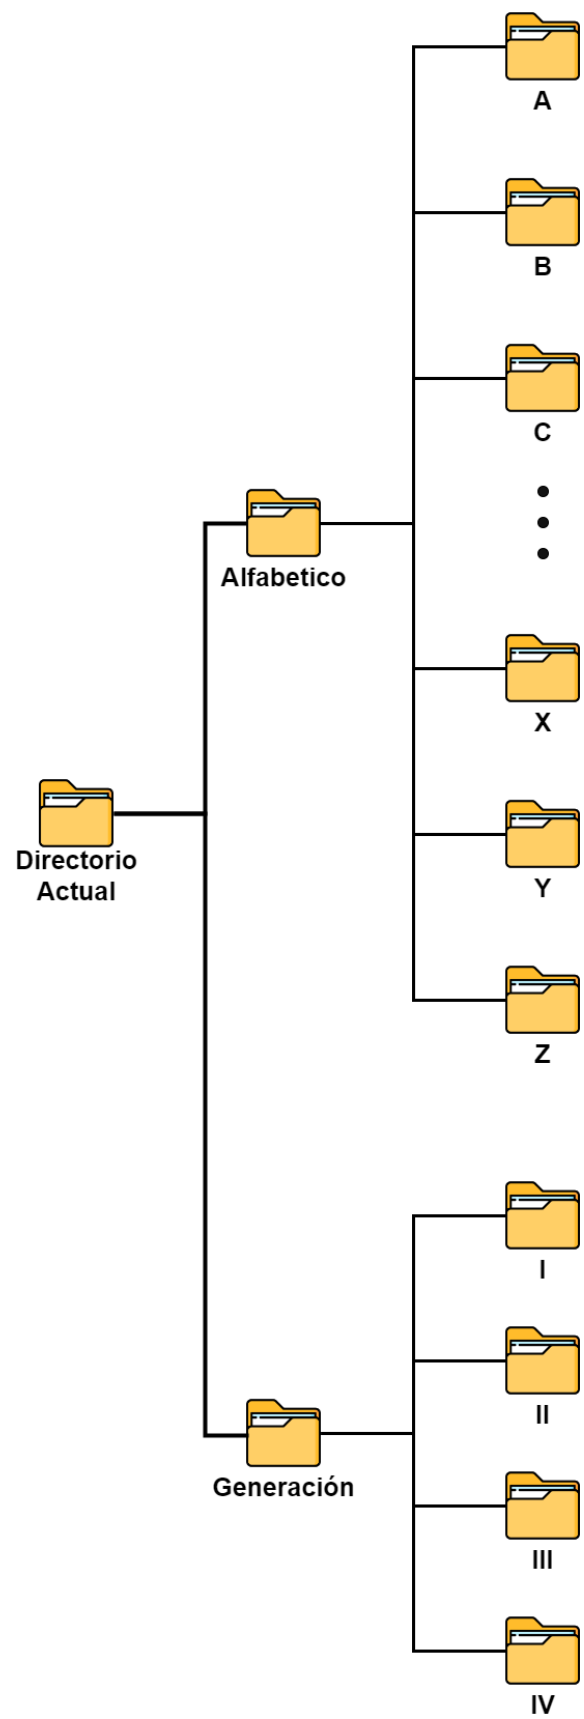 A
B
C
Alfabetico
X
Directorio
Actual
Y
Z
I
II
Generación
III
IV